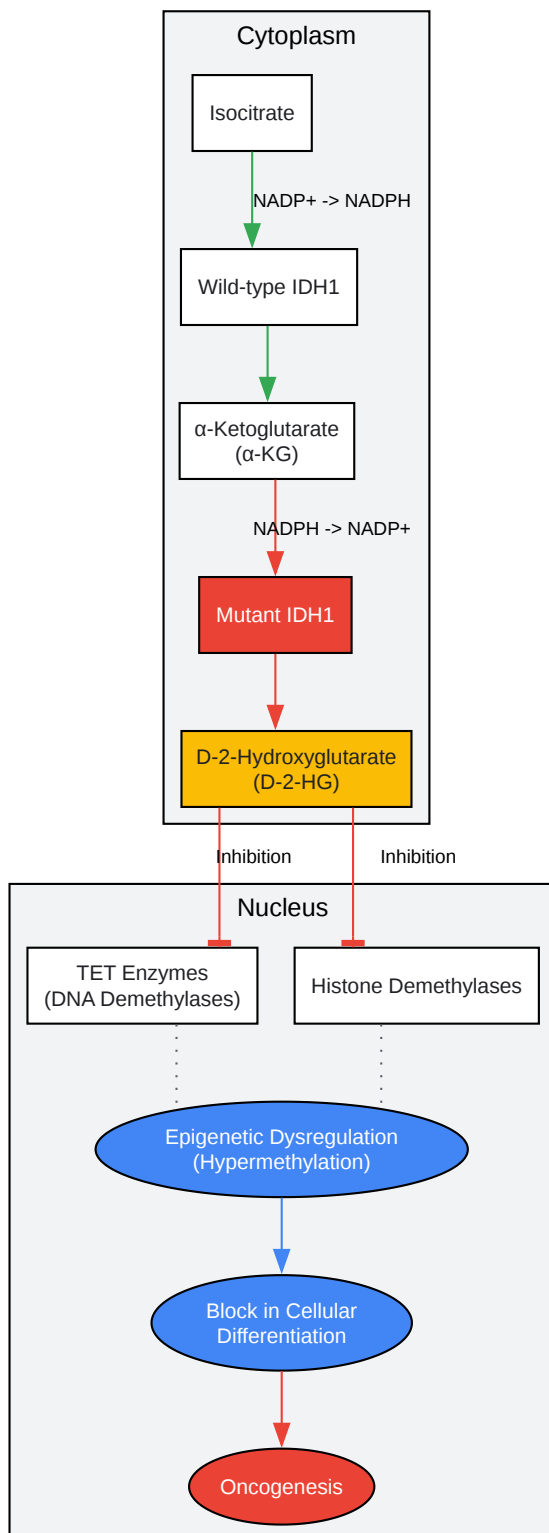 Cytoplasm
Isocitrate
NADP+ -> NADPH
Wild-type IDH1
α-Ketoglutarate
(α-KG)
NADPH -> NADP+
Mutant IDH1
D-2-Hydroxyglutarate
(D-2-HG)
Inhibition
Inhibition
Nucleus
TET Enzymes
(DNA Demethylases)
Histone Demethylases
Epigenetic Dysregulation
(Hypermethylation)
Block in Cellular
Differentiation
Oncogenesis